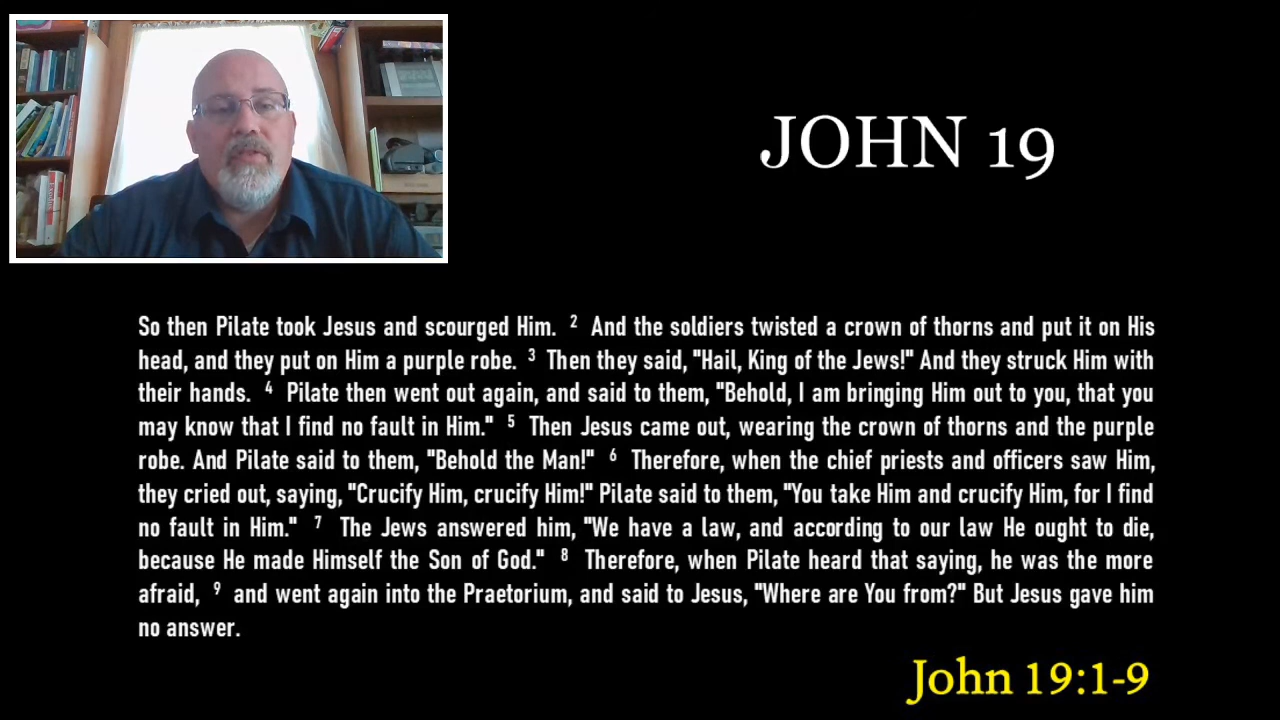 JOHN 19
So then Pilate took Jesus and scourged Him. 2 And the soldiers twisted a crown of thorns and put it on His
head, and they put on Him a purple robe. 3 Then they said, "Hail, King of the Jews!" And they struck Him with
their hands. 4 Pilate then went out again, and said to them, "Behold, I am bringing Him out to you, that you
may know that I find no fault in Him." 5 Then Jesus came out, wearing the crown of thorns and the purple
robe. And Pilate said to them, "Behold the Man!" 6 Therefore, when the chief priests and officers saw Him,
they cried out, saying, "Crucify Him, crucify Him!" Pilate said to them, "You take Him and crucify Him, for I find
no fault in Him." 7 The Jews answered him, "We have a law, and according to our law He ought to die,
because He made Himself the Son of God." 8 Therefore, when Pilate heard that saying, he was the more
afraid, 9 and went again into the Praetorium, and said to Jesus, "Where are You from?" But Jesus gave him
no answer.
John 19:1-9